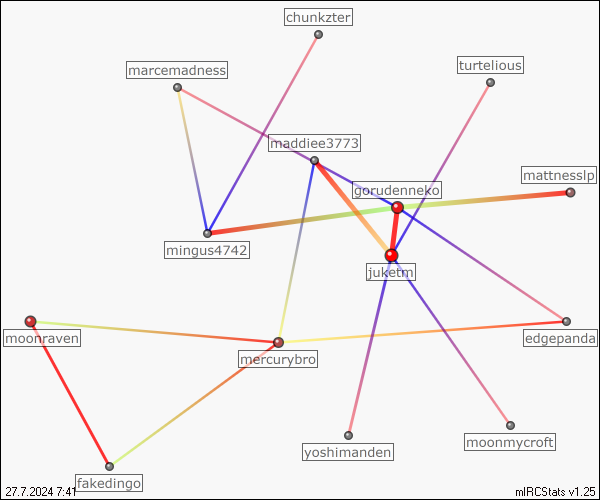 chunkzter
turtelious
marcemadness
maddiee3773
mattnesslp
gorudenneko
mingus4742
juketm
moonraven
edgepanda
mercurybro
moonmycroft
yoshimanden
fakedingo
27.7.2024 7:41
mIRCStats v1.25